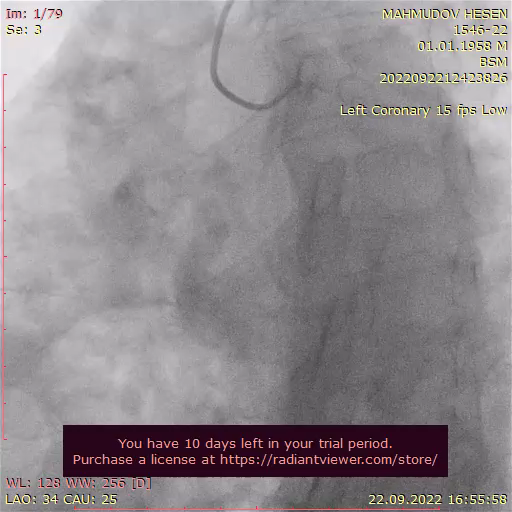 Im: 1/79
Se: 3
MAHMUDOV HESEN
1546-22
01.01.1958 M
BSM
2022092212423826
Left Coronary 15 fps Low
You have 10 days left in your trial period.
Purchase a license at https://radiantviewer.com/store/
WL: 128 WW: 256 [D]
LAO: 34 CAU: 25
22.09.2022 16:55:58